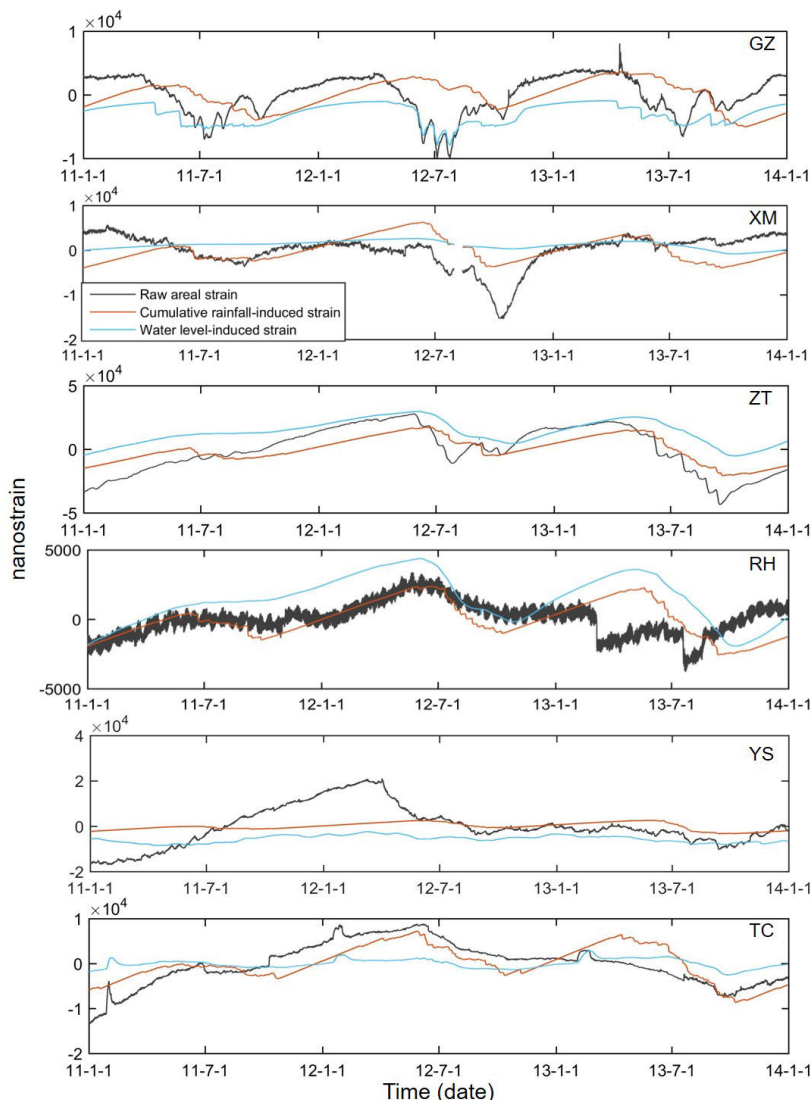 ×10⁴
GZ
1
0
-1
11-1-1 11-7-1 12-1-1 12-7-1 13-1-1 13-7-1 14-1-1
×10⁴
XM
1
0
-1
-2
Raw areal strain
Cumulative rainfall-induced strain
Water level-induced strain
11-1-1 11-7-1 12-1-1 12-7-1 13-1-1 13-7-1 14-1-1
×10⁴
ZT
5
0
-5
11-1-1 11-7-1 12-1-1 12-7-1 13-1-1 13-7-1 14-1-1
nanostrain
RH
5000
0
-5000
11-1-1 11-7-1 12-1-1 12-7-1 13-1-1 13-7-1 14-1-1
×10⁴
YS
4
2
0
-2
11-1-1 11-7-1 12-1-1 12-7-1 13-1-1 13-7-1 14-1-1
×10⁴
TC
1
0
-1
-2
11-1-1 11-7-1 12-1-1 12-7-1 13-1-1 13-7-1 14-1-1
Time (date)